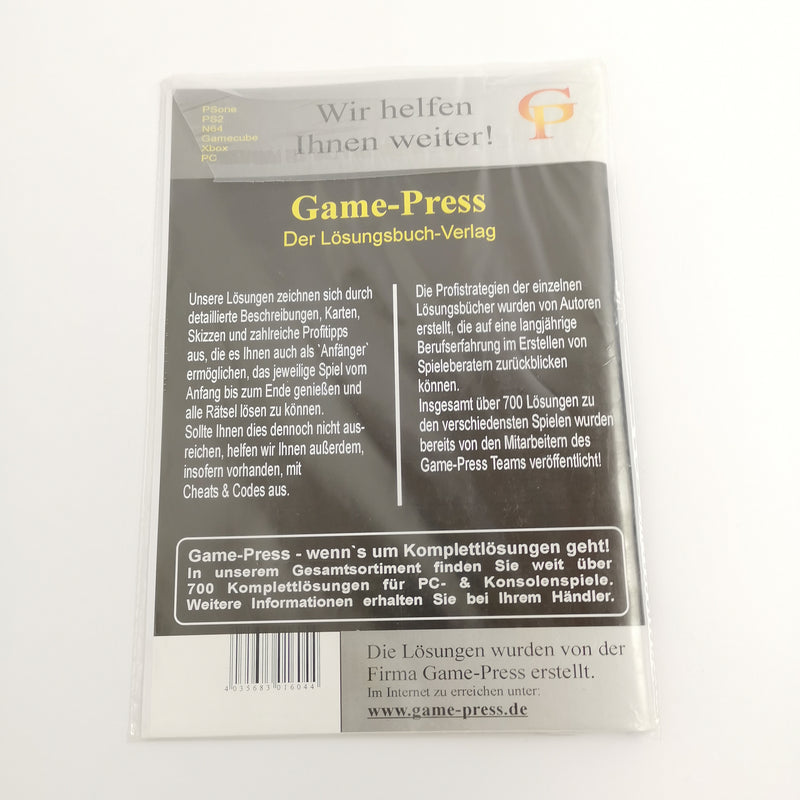 PSone
PS2
N64
Gamecube
Xbox
PC
Wir helfen
Ihnen weiter!
GP
Game-Press
Der Lösungsbuch-Verlag
Unsere Lösungen zeichnen sich durch
detaillierte Beschreibungen, Karten,
Skizzen und zahlreiche Profitipps
aus, die es Ihnen auch als `Anfänger`
ermöglichen, das jeweilige Spiel vom
Anfang bis zum Ende genießen und
alle Rätsel lösen zu können.
Sollte Ihnen dies dennoch nicht aus-
reichen, helfen wir Ihnen außerdem,
insofern vorhanden, mit
Cheats & Codes aus.
Die Profistrategien der einzelnen
Lösungsbücher wurden von Autoren
erstellt, die auf eine langjährige
Berufserfahrung im Erstellen von
Spieleberatern zurückblicken
können.
Insgesamt über 700 Lösungen zu
den verschiedensten Spielen wurden
bereits von den Mitarbeitern des
Game-Press Teams veröffentlicht!
Game-Press - wenn`s um Komplettlösungen geht!
In unserem Gesamtsortiment finden Sie weit über
700 Komplettlösungen für PC- & Konsolenspiele.
Weitere Informationen erhalten Sie bei Ihrem Händler.
4 035683 016044
Die Lösungen wurden von der
Firma Game-Press erstellt.
Im Internet zu erreichen unter:
www.game-press.de